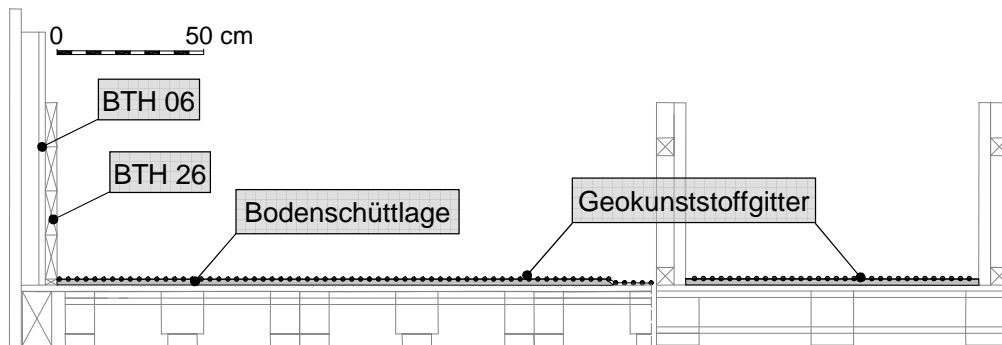 0 50 cm
BTH 06
BTH 26
Bodenschüttlage
Geokunststoffgitter